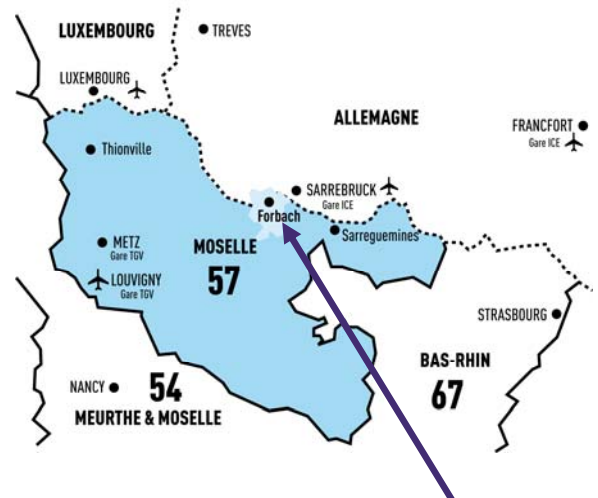 LUXEMBOURG
TREVES
LUXEMBOURG
ALLEMAGNE
FRANCFORT
Gare ICE
Thionville
SARREBRUCK
Gare ICE
Forbach
Sarreguemines
METZ
Gare TGV
MOSELLE
57
LOUVIGNY
Gare TGV
STRASBOURG
BAS-RHIN
67
NANCY
54
MEURTHE & MOSELLE